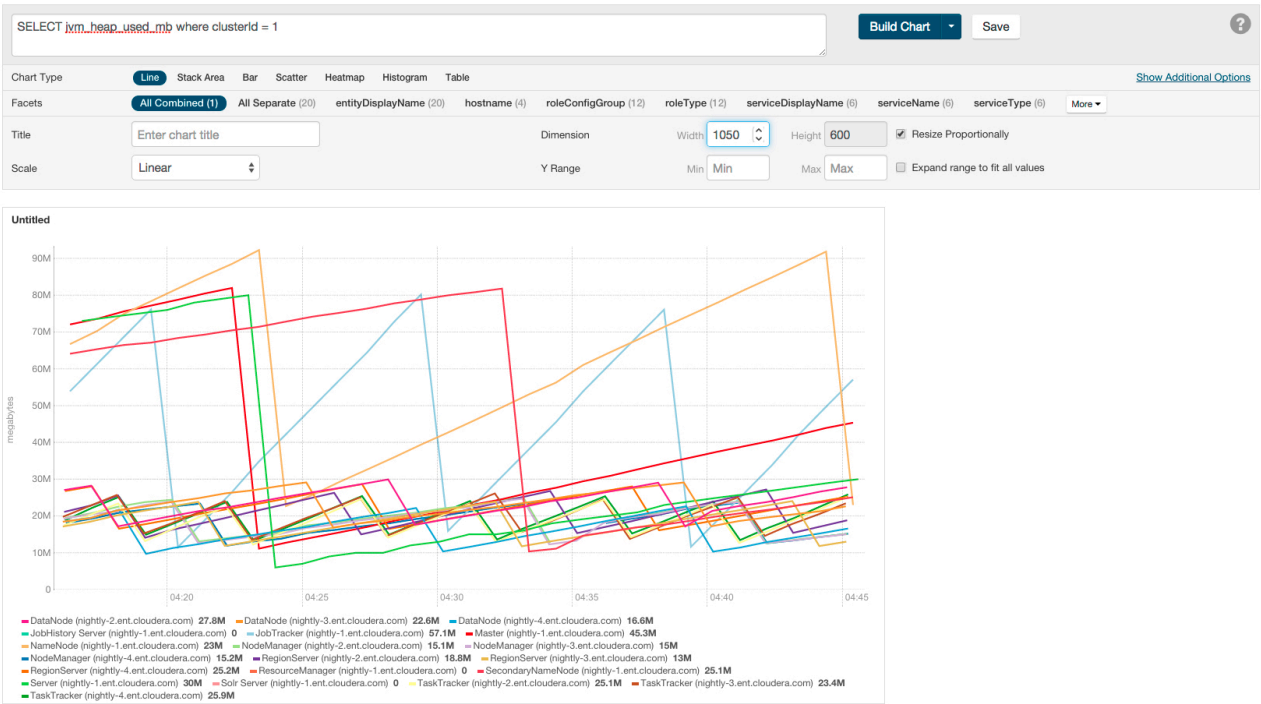 SELECT jvm_heap_used_mb where clusterId = 1
Build Chart Save ?
Chart Type Line Stack Area Bar Scatter Heatmap Histogram Table Show Additional Options
Facets All Combined (1) All Separate (20) entityDisplayName (20) hostname (4) roleConfigGroup (12) roleType (12) serviceDisplayName (6) serviceName (6) serviceType (6) More
Title Enter chart title Dimension Width 1050 Height 600 Resize Proportionally
Scale Linear Y Range Min Min Max Max Expand range to fit all values
Untitled
90M
80M
70M
60M
50M
megabytes
40M
30M
20M
10M
0
04:20 04:25 04:30 04:35 04:40 04:45
DataNode (nightly-2.ent.cloudera.com) 27.8M DataNode (nightly-3.ent.cloudera.com) 22.6M DataNode (nightly-4.ent.cloudera.com) 16.6M
JobHistory Server (nightly-1.ent.cloudera.com) 0 JobTracker (nightly-1.ent.cloudera.com) 57.1M Master (nightly-1.ent.cloudera.com) 45.3M
NameNode (nightly-1.ent.cloudera.com) 23M NodeManager (nightly-2.ent.cloudera.com) 15.1M NodeManager (nightly-3.ent.cloudera.com) 15M
NodeManager (nightly-4.ent.cloudera.com) 15.2M RegionServer (nightly-2.ent.cloudera.com) 18.8M RegionServer (nightly-3.ent.cloudera.com) 13M
RegionServer (nightly-4.ent.cloudera.com) 25.2M ResourceManager (nightly-1.ent.cloudera.com) 0 SecondaryNameNode (nightly-1.ent.cloudera.com) 25.1M
Server (nightly-1.ent.cloudera.com) 30M Solr Server (nightly-1.ent.cloudera.com) 0 TaskTracker (nightly-2.ent.cloudera.com) 25.1M TaskTracker (nightly-3.ent.cloudera.com) 23.4M
TaskTracker (nightly-4.ent.cloudera.com) 25.9M